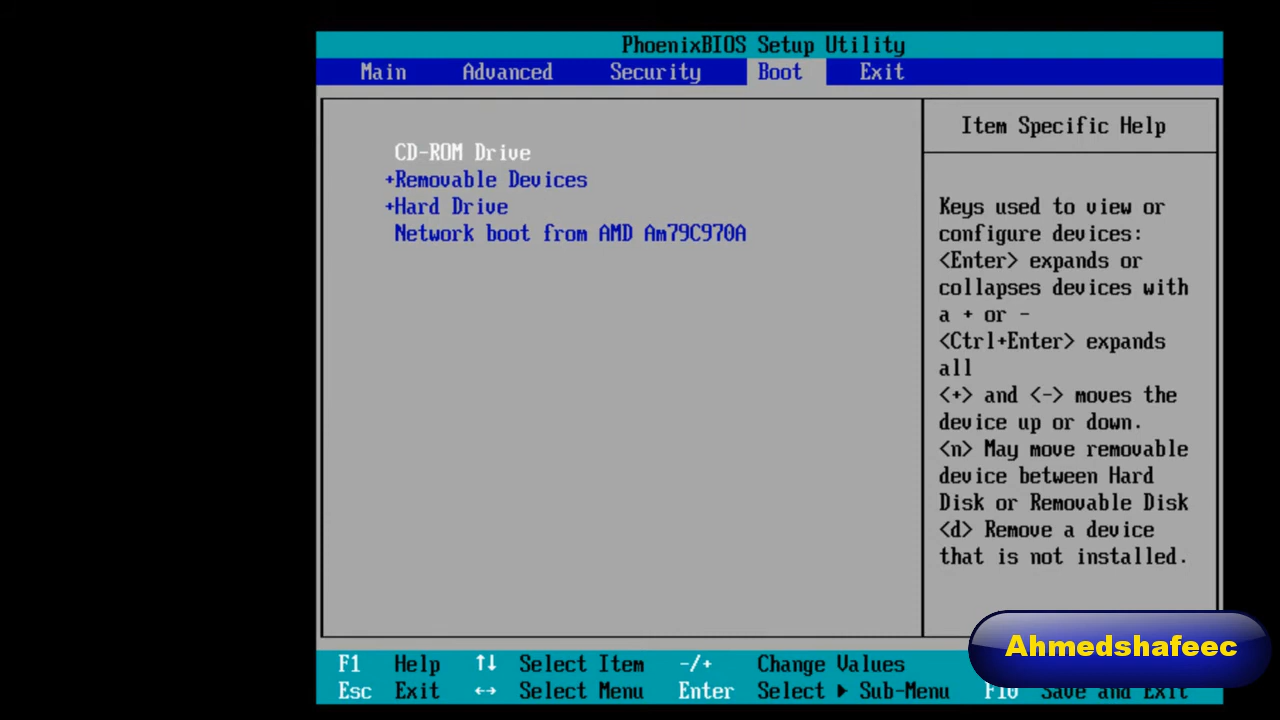 PhoenixBIOS Setup Utility
Main Advanced Security Boot Exit
CD-ROM Drive
+Removable Devices
+Hard Drive
Network boot from AMD Am79C970A
Item Specific Help
Keys used to view or
configure devices:
<Enter> expands or
collapses devices with
a + or -
<Ctrl+Enter> expands
all
<+> and <-> moves the
device up or down.
<n> May move removable
device between Hard
Disk or Removable Disk
<d> Remove a device
that is not installed.
F1 Help ↑↓ Select Item -/+ Change Values
Esc Exit ↔ Select Menu Enter Select ▶ Sub-Menu F10 Save and Exit
Ahmedshafeec